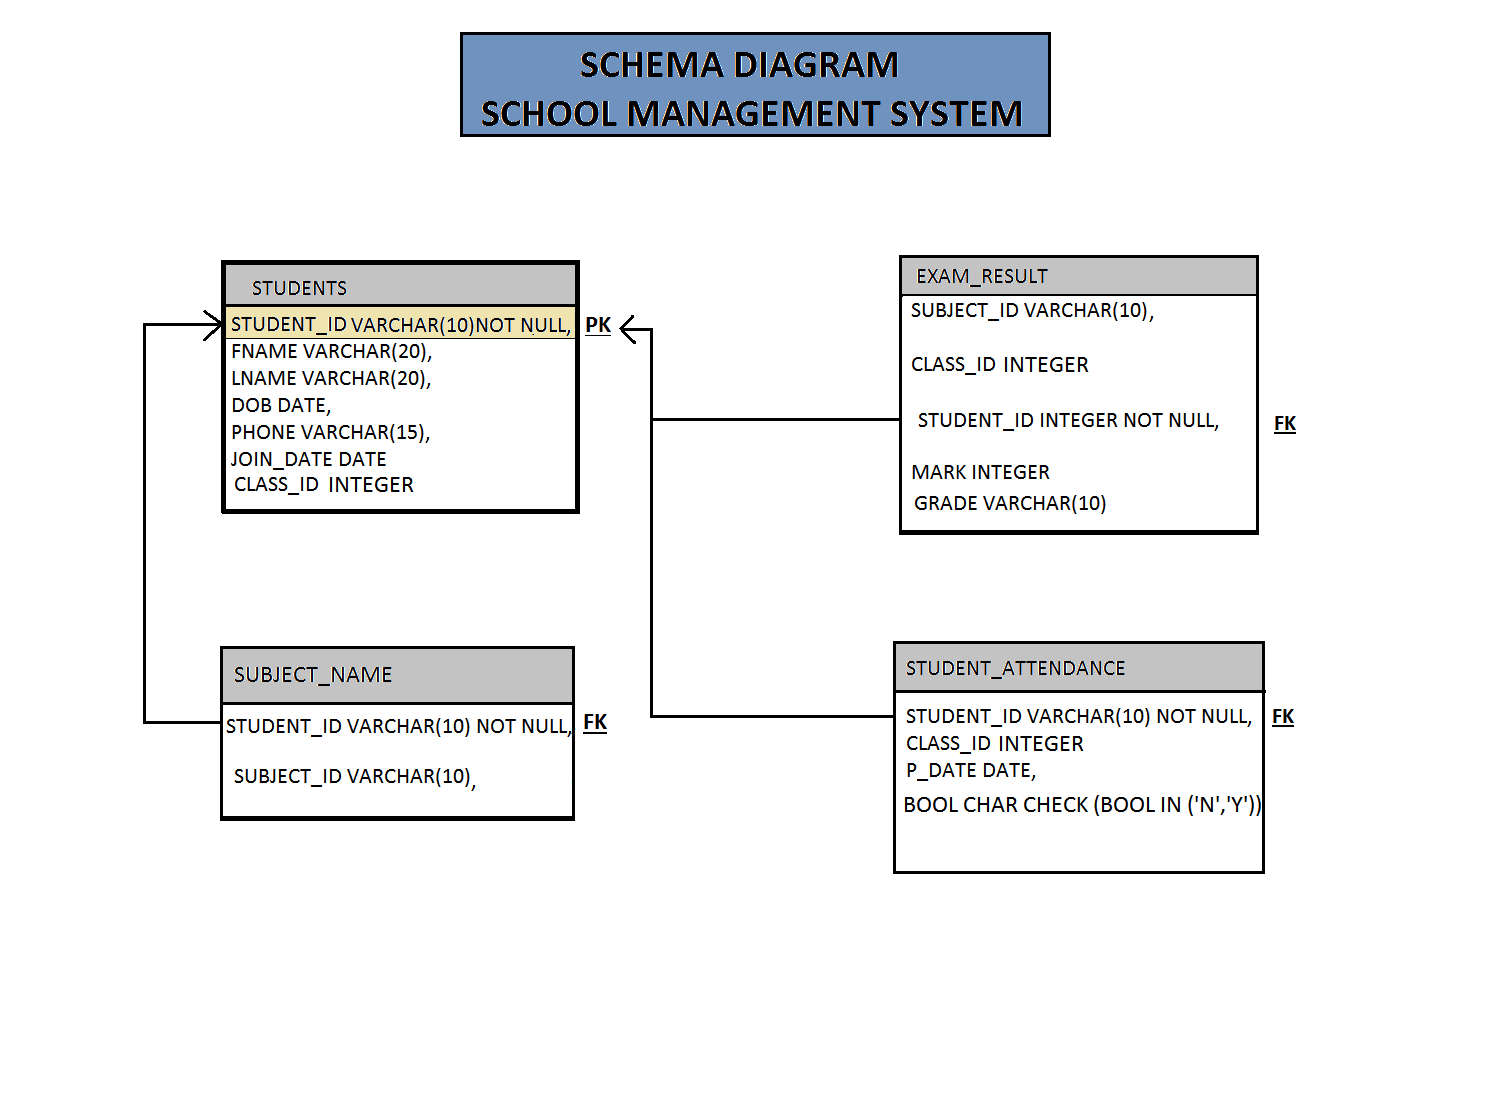 SCHEMA DIAGRAM
SCHOOL MANAGEMENT SYSTEM
STUDENTS
STUDENT_ID VARCHAR(10)NOT NULL, PK
FNAME VARCHAR(20),
LNAME VARCHAR(20),
DOB DATE,
PHONE VARCHAR(15),
JOIN_DATE DATE
CLASS_ID INTEGER
EXAM_RESULT
SUBJECT_ID VARCHAR(10),
CLASS_ID INTEGER
STUDENT_ID INTEGER NOT NULL, FK
MARK INTEGER
GRADE VARCHAR(10)
SUBJECT_NAME
STUDENT_ID VARCHAR(10) NOT NULL, FK
SUBJECT_ID VARCHAR(10),
STUDENT_ATTENDANCE
STUDENT_ID VARCHAR(10) NOT NULL, FK
CLASS_ID INTEGER
P_DATE DATE,
BOOL CHAR CHECK (BOOL IN ('N','Y'))